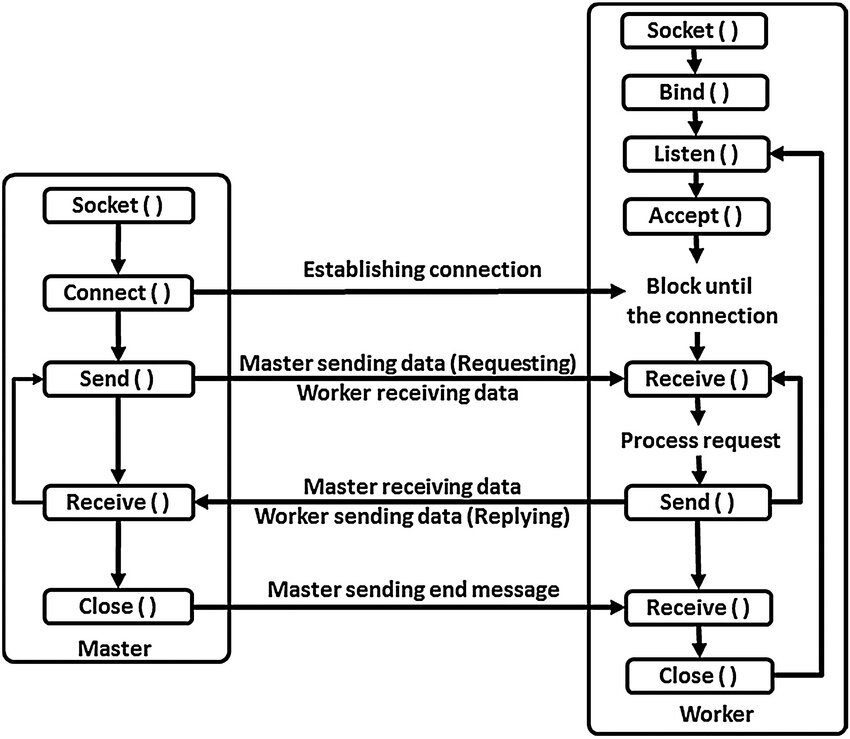 Socket ( )
Connect ( )
Send ( )
Receive ( )
Close ( )
Master
Establishing connection
Master sending data (Requesting)
Worker receiving data
Master receiving data
Worker sending data (Replying)
Master sending end message
Socket ( )
Bind ( )
Listen ( )
Accept ( )
Block until
the connection
Receive ( )
Process request
Send ( )
Receive ( )
Close ( )
Worker